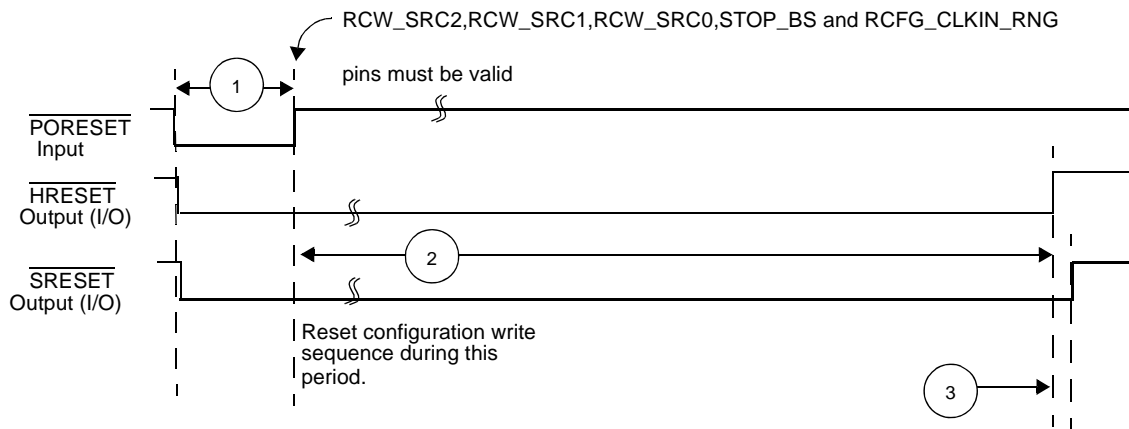 RCW_SRC2,RCW_SRC1,RCW_SRC0,STOP_BS and RCFG_CLKIN_RNG
pins must be valid
1
PORESET
Input
HRESET
Output (I/O)
2
SRESET
Output (I/O)
Reset configuration write
sequence during this
period.
3